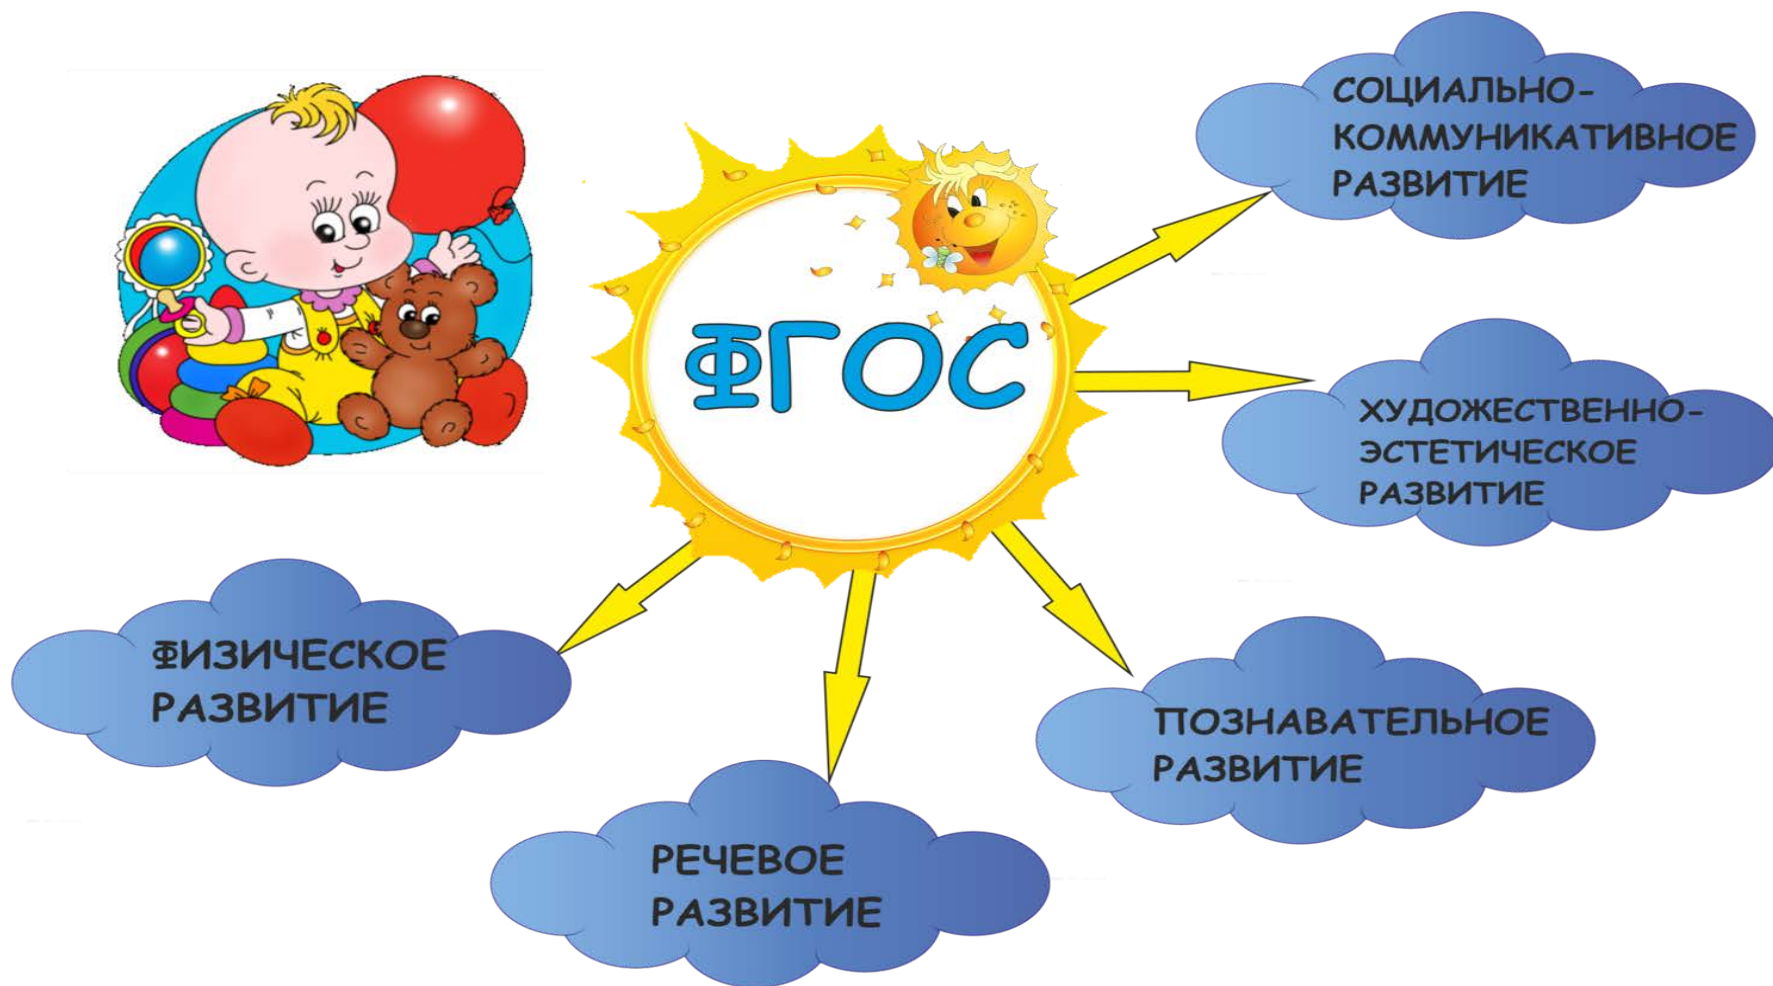 СОЦИАЛЬНО-
КОММУНИКАТИВНОЕ
РАЗВИТИЕ
ФГОС
ХУДОЖЕСТВЕННО-
ЭСТЕТИЧЕСКОЕ
РАЗВИТИЕ
ФИЗИЧЕСКОЕ
РАЗВИТИЕ
ПОЗНАВАТЕЛЬНОЕ
РАЗВИТИЕ
РЕЧЕВОЕ
РАЗВИТИЕ